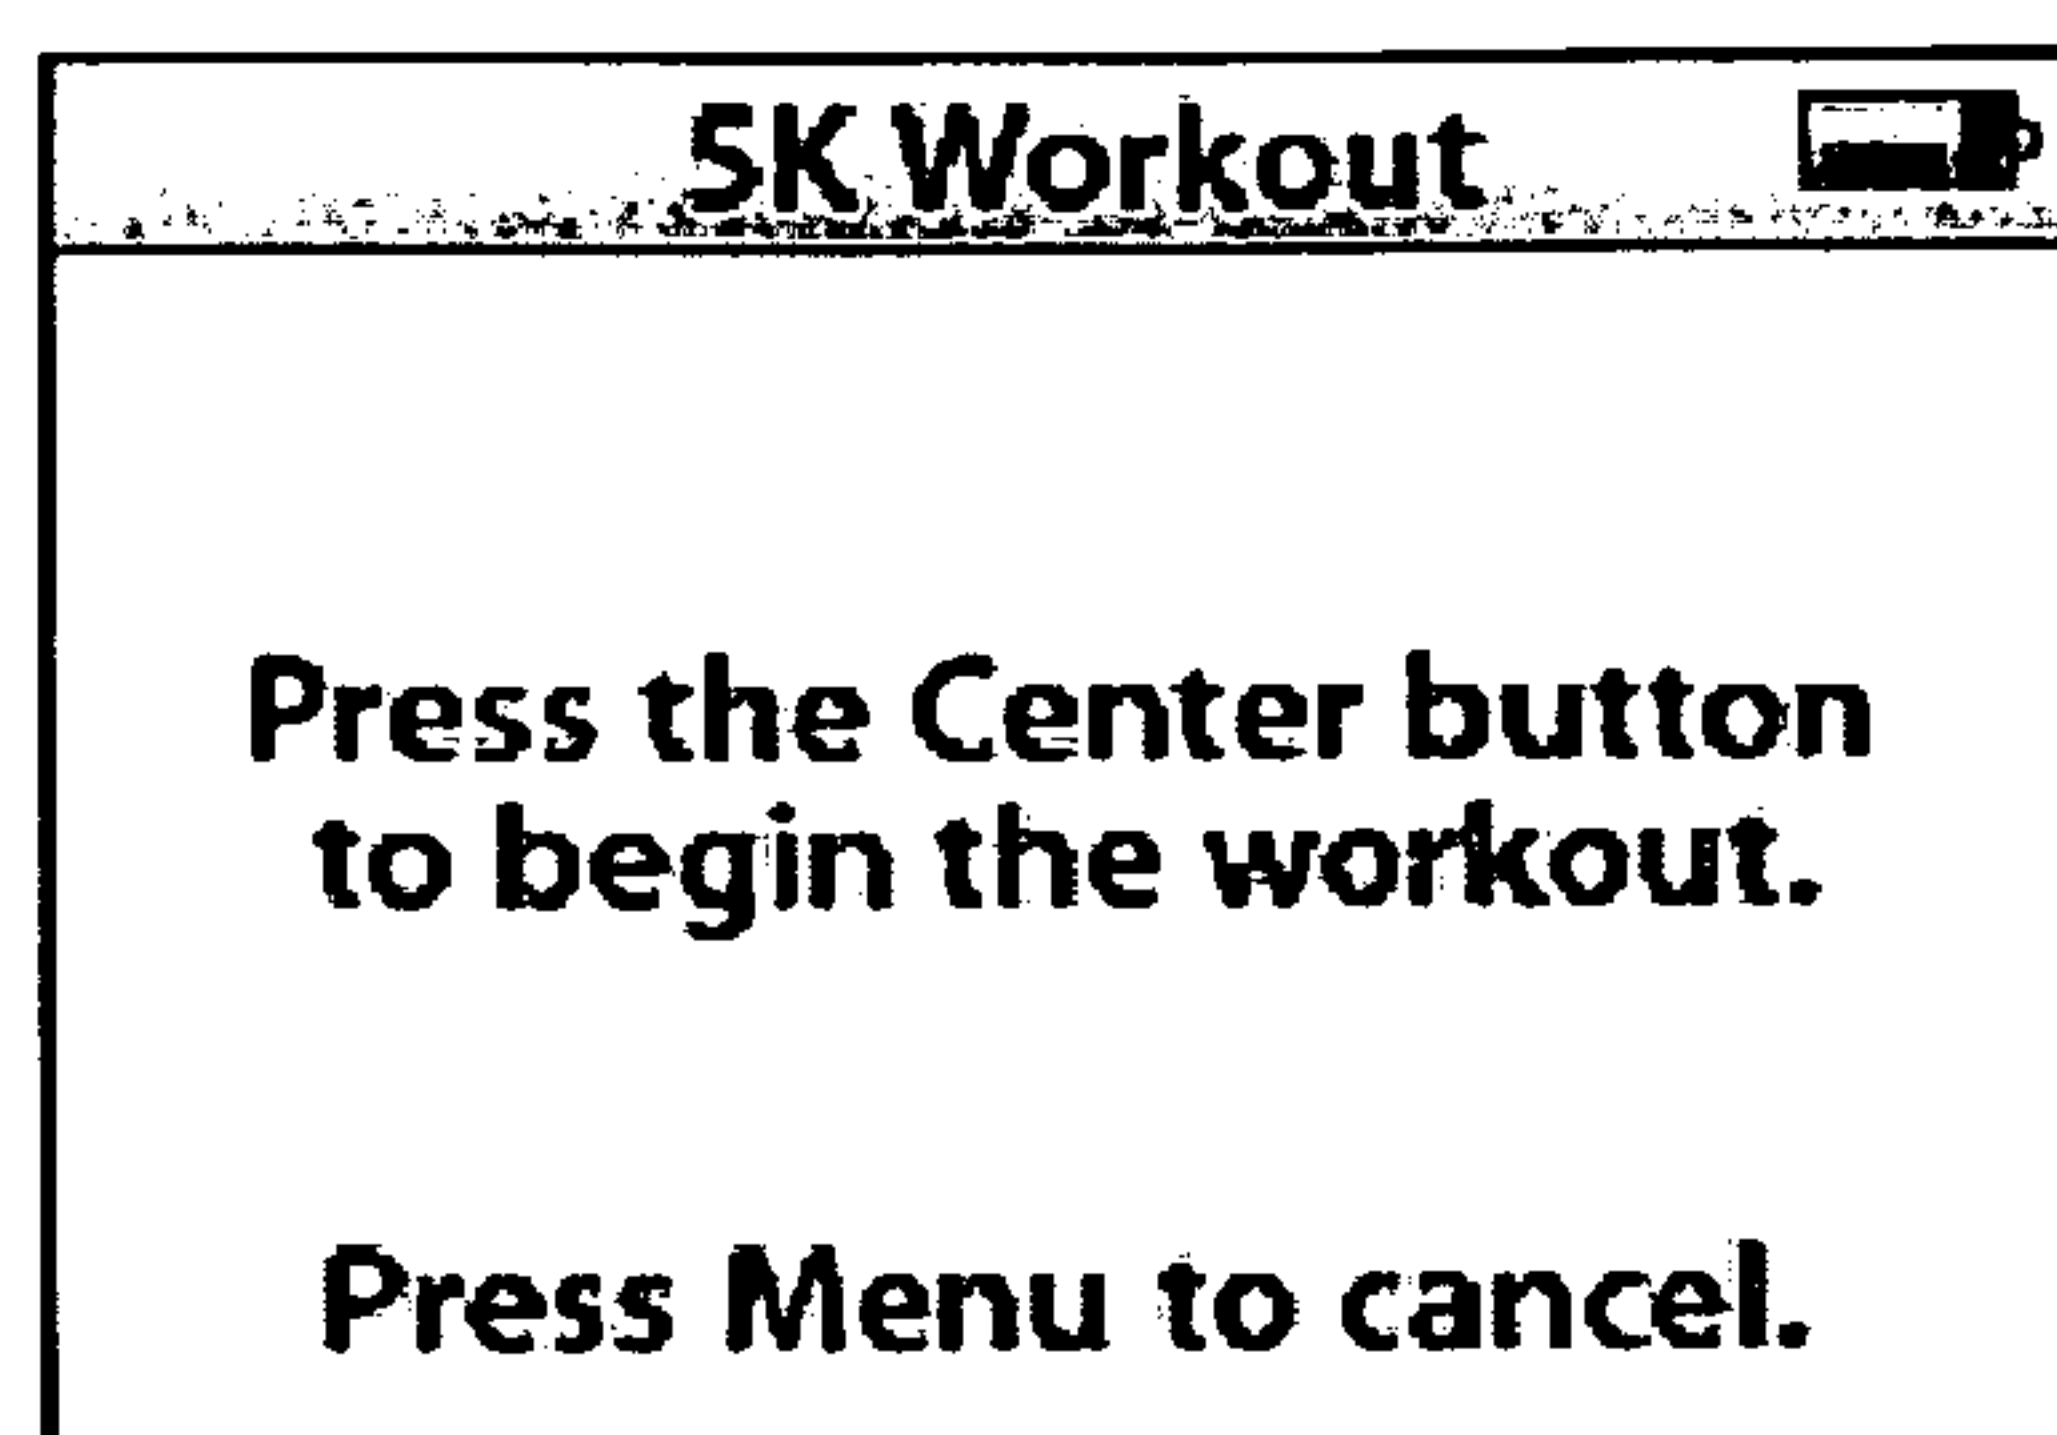 5K Workout
Press the Center button
to begin the workout.
Press Menu to cancel.